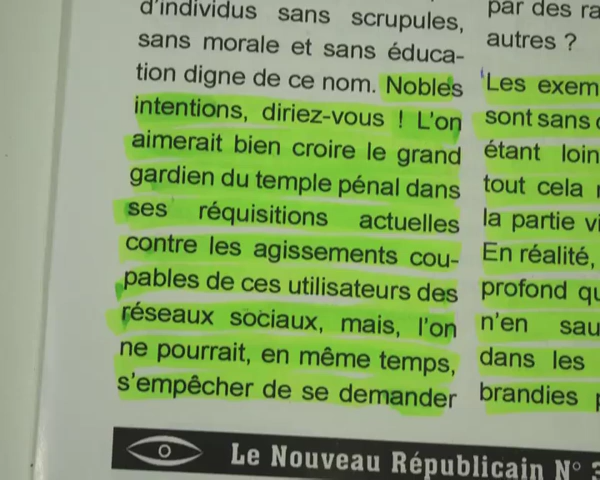 d'individus sans scrupules,
sans morale et sans éduca-
tion digne de ce nom. Nobles
intentions, diriez-vous ! L'on
aimerait bien croire le grand
gardien du temple pénal dans
ses réquisitions actuelles
contre les agissements cou-
pables de ces utilisateurs des
réseaux sociaux, mais, l'on
ne pourrait, en même temps,
s'empêcher de se demander
par des
autres ?
Les
sont sans
étant loin
tout cela
la partie
En réalité,
profond
n'en
dans les
brandies
Le Nouveau Républicain N°